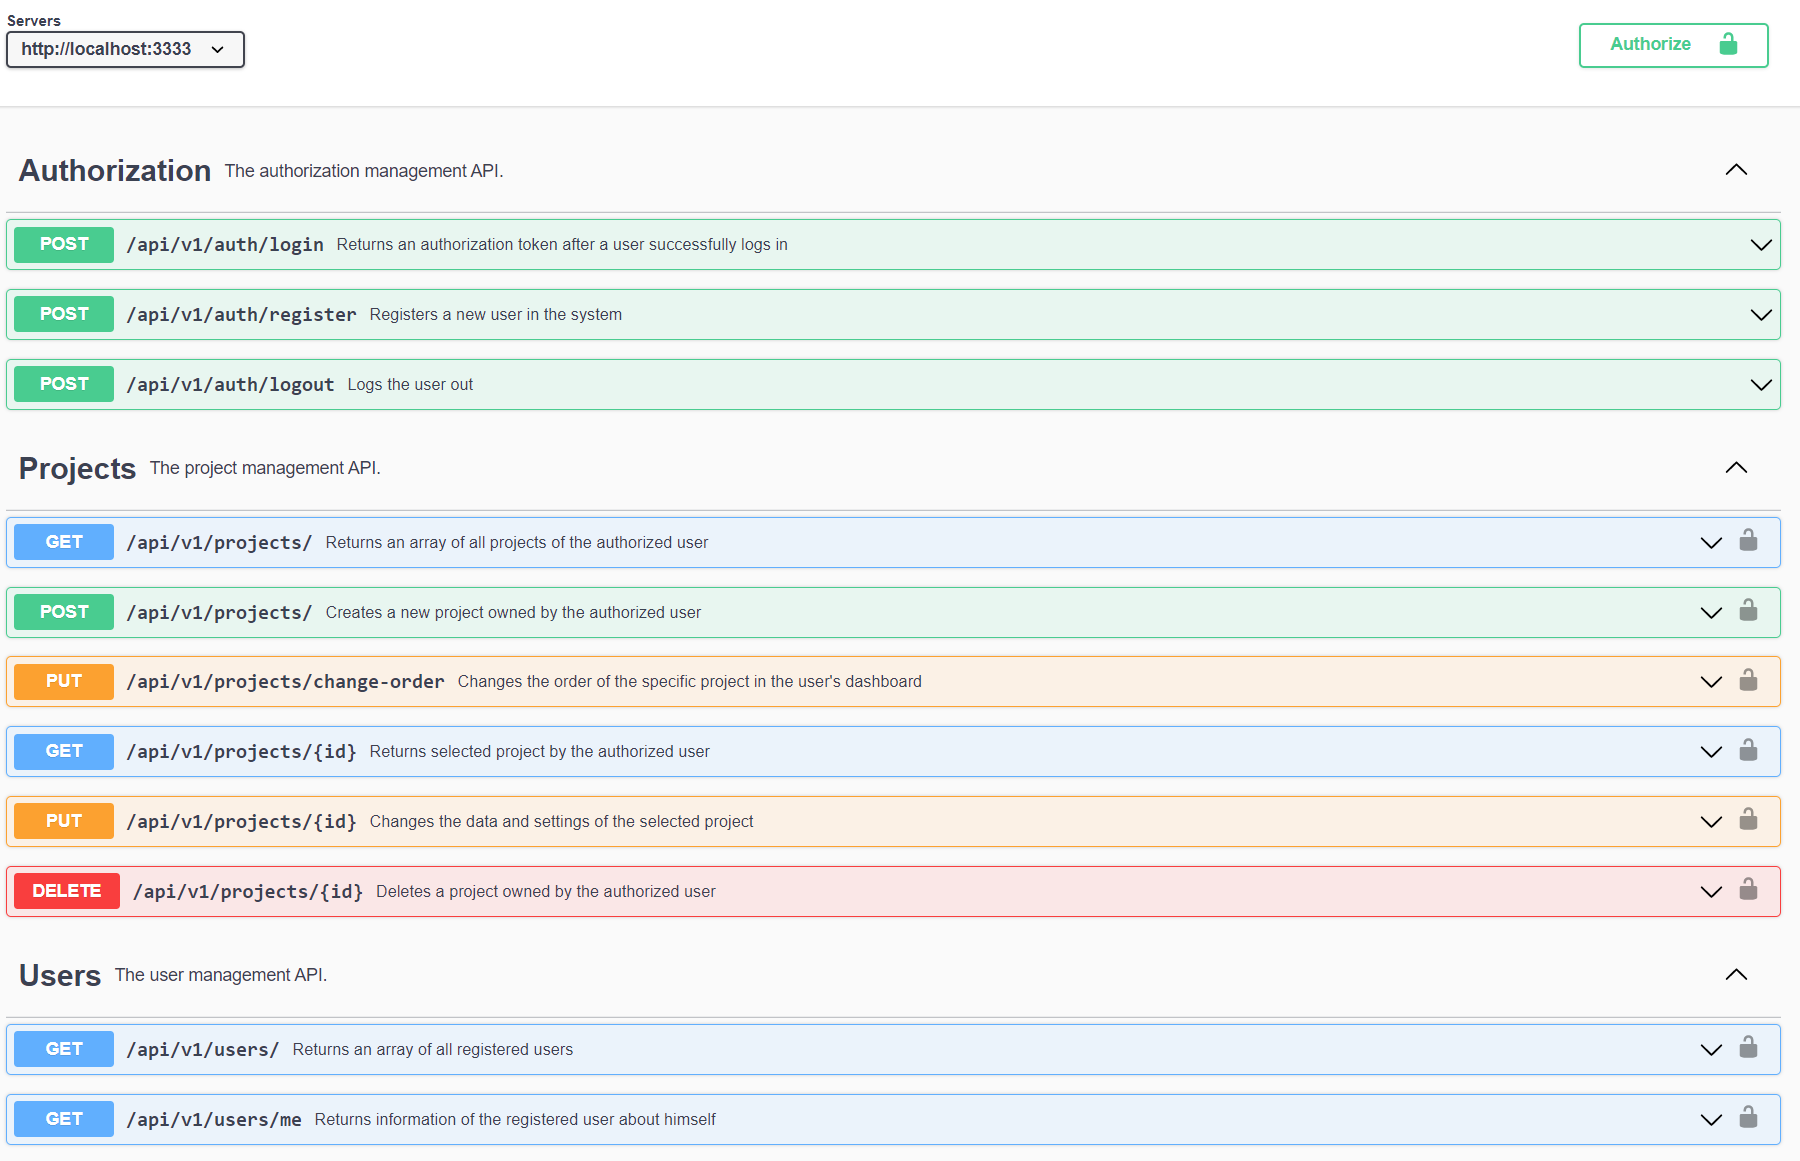 Servers
http://localhost:3333
Authorize
Authorization The authorization management API.
POST /api/v1/auth/login Returns an authorization token after a user successfully logs in
POST /api/v1/auth/register Registers a new user in the system
POST /api/v1/auth/logout Logs the user out
Projects The project management API.
GET /api/v1/projects/ Returns an array of all projects of the authorized user
POST /api/v1/projects/ Creates a new project owned by the authorized user
PUT /api/v1/projects/change-order Changes the order of the specific project in the user's dashboard
GET /api/v1/projects/{id} Returns selected project by the authorized user
PUT /api/v1/projects/{id} Changes the data and settings of the selected project
DELETE /api/v1/projects/{id} Deletes a project owned by the authorized user
Users The user management API.
GET /api/v1/users/ Returns an array of all registered users
GET /api/v1/users/me Returns information of the registered user about himself